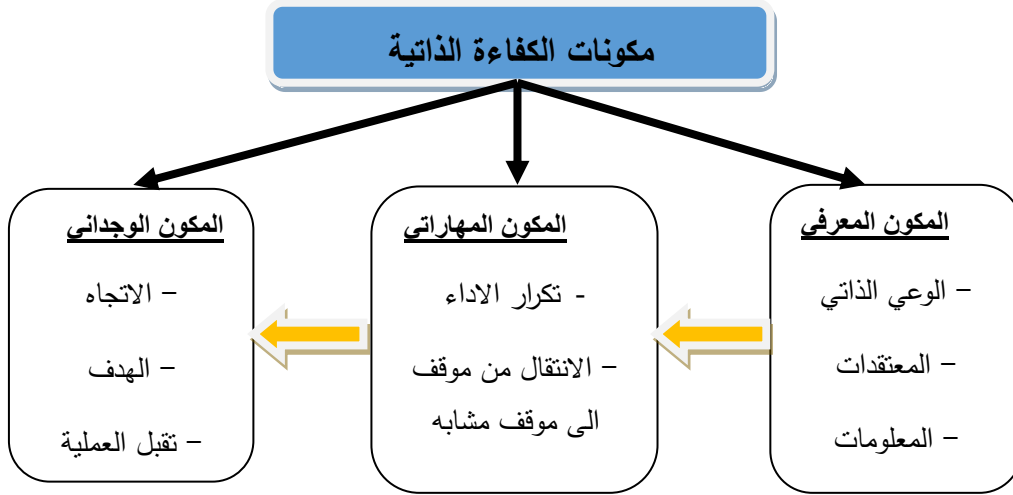 مكونات الكفاءة الذاتية
المكون المعرفي
– الوعي الذاتي
– المعتقدات
– المعلومات
المكون المهاراتي
- تكرار الاداء
– الانتقال من موقف
الى موقف مشابه
المكون الوجداني
– الاتجاه
– الهدف
– تقبل العملية